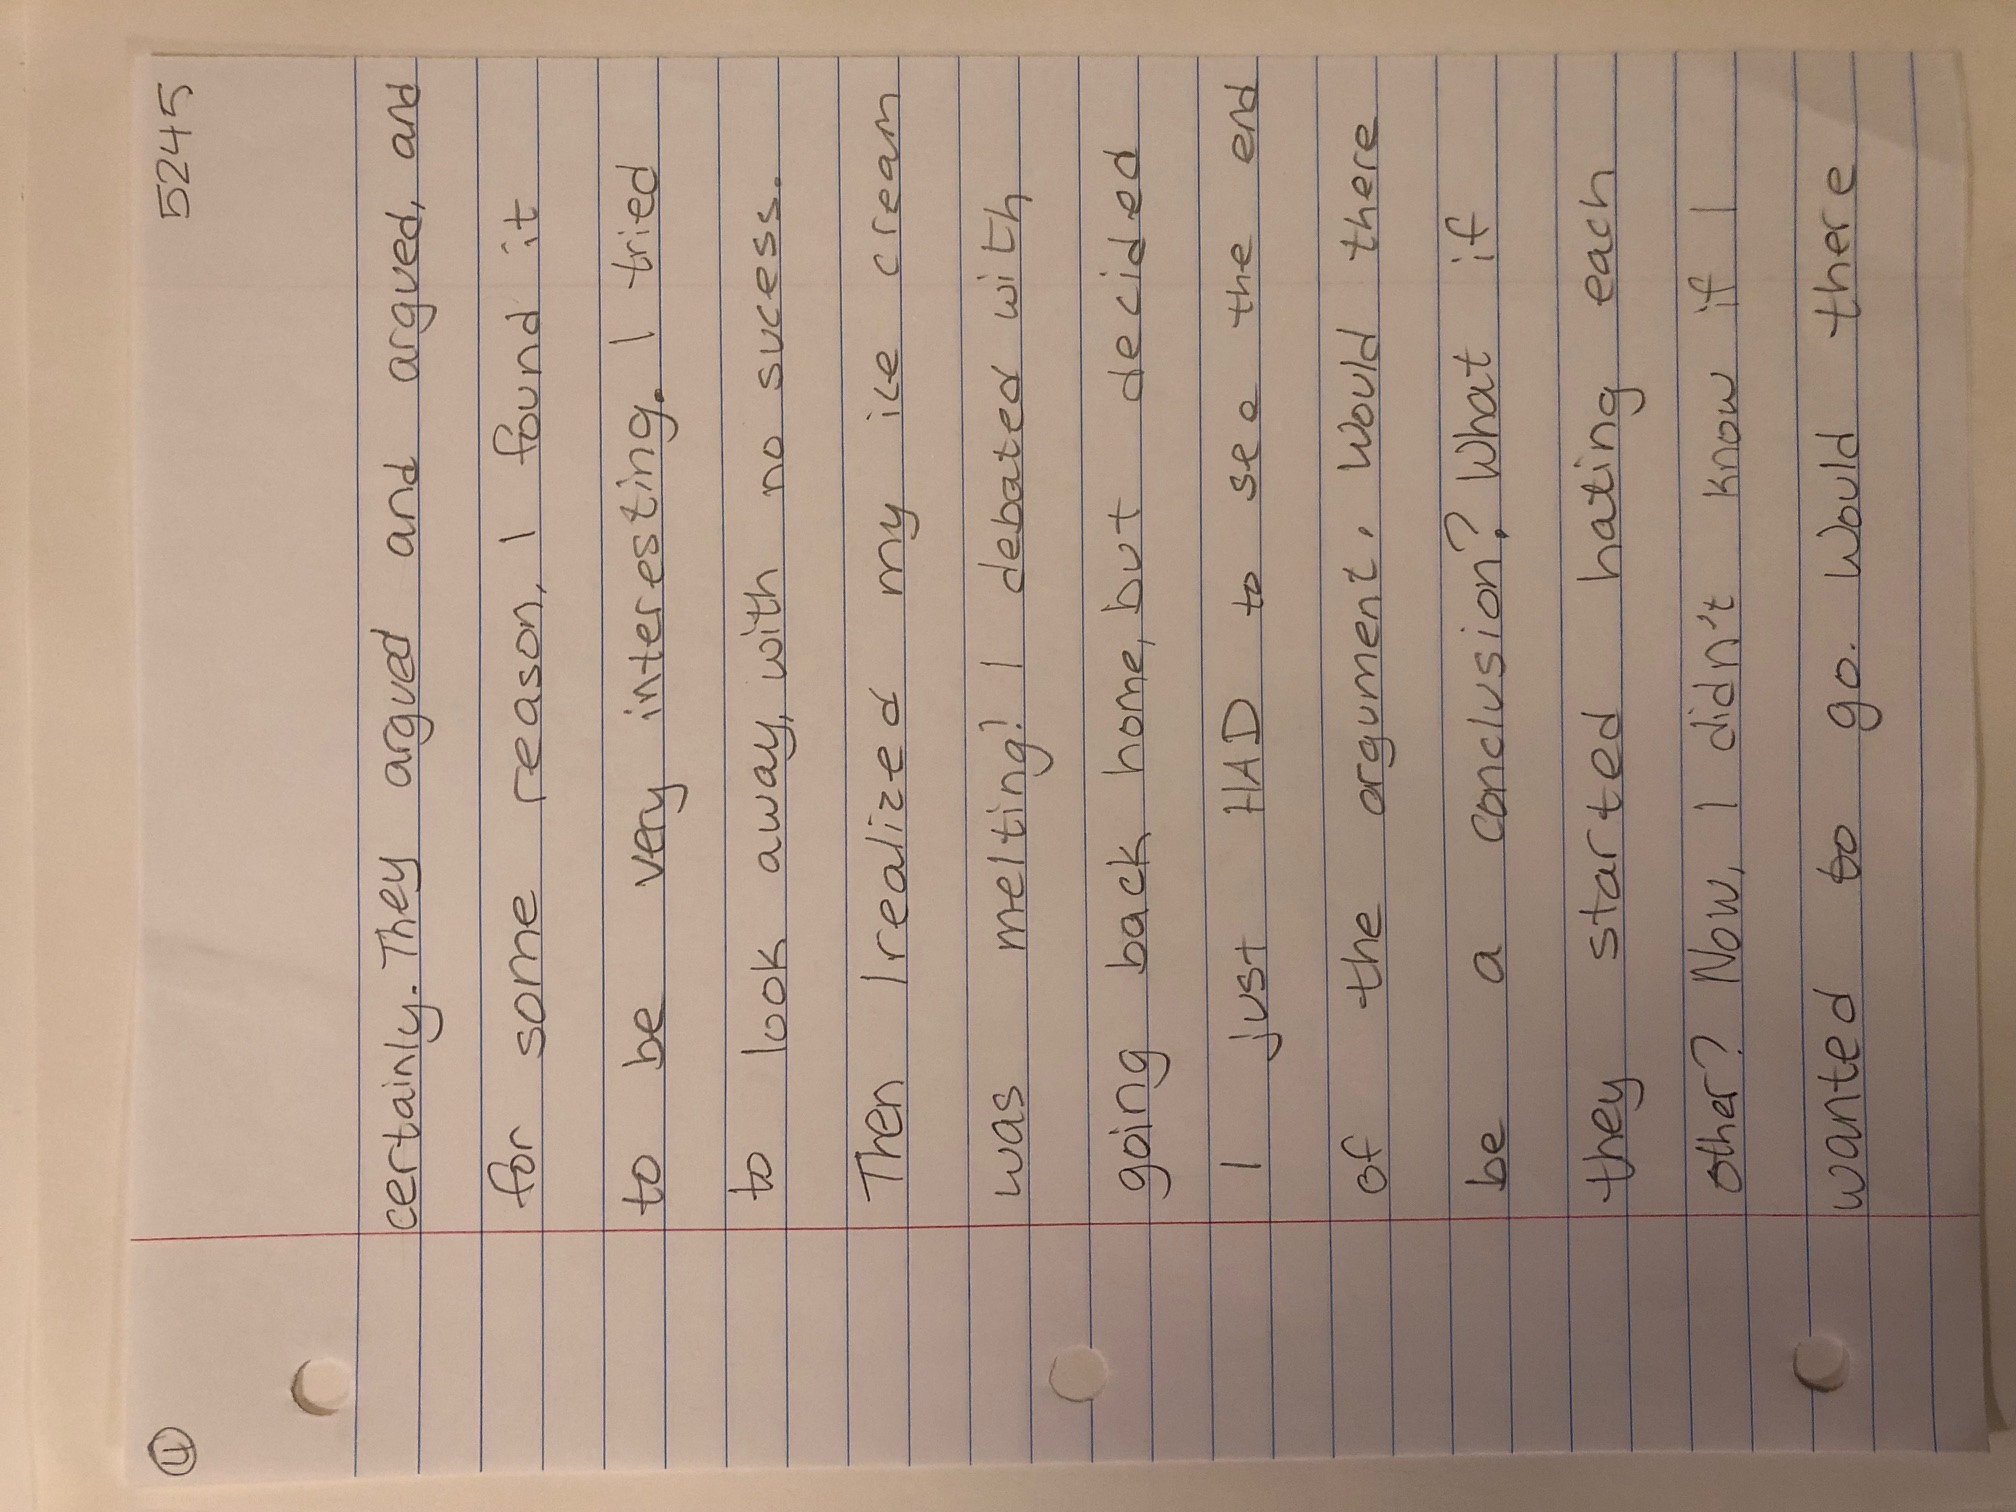 ④ 5245
certainly. They argued and argued, and
for some reason, I found it
to be very interesting. I tried
to look away, with no sucess.
Then I realized my ice cream
was melting! I debated with
going back home, but decided
I just HAD to see the end
of the argument. Would there
be a conclusion? What if
they started hating each
other? Now, I didn't know if I
wanted to go. Would there